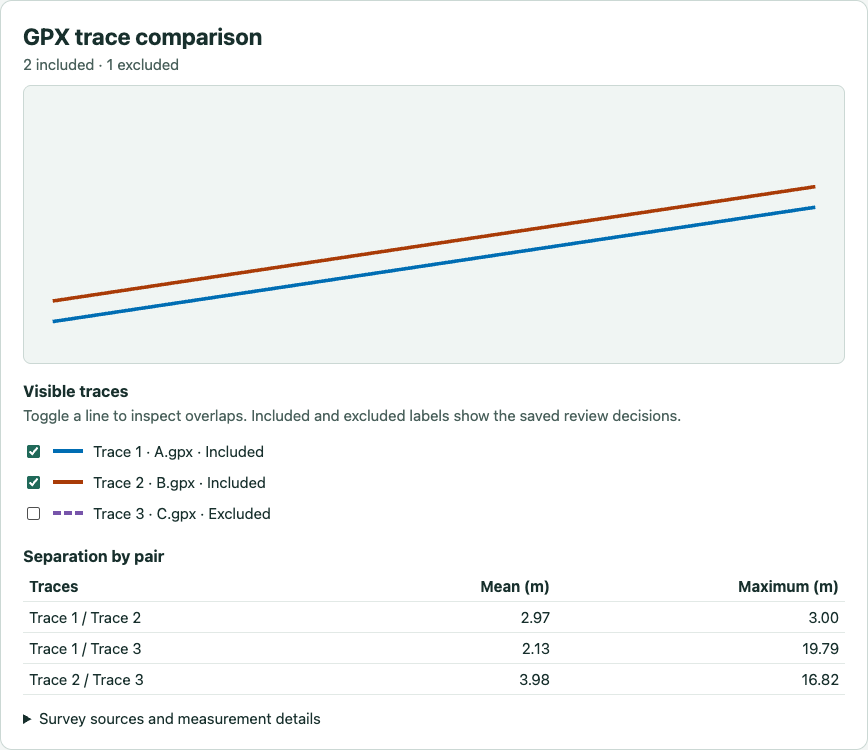 GPX trace comparison
2 included · 1 excluded
Visible traces
Toggle a line to inspect overlaps. Included and excluded labels show the saved review decisions.
Trace 1 · A.gpx · Included
Trace 2 · B.gpx · Included
Trace 3 · C.gpx · Excluded
Separation by pair
Traces Mean (m) Maximum (m)
Trace 1 / Trace 2 2.97 3.00
Trace 1 / Trace 3 2.13 19.79
Trace 2 / Trace 3 3.98 16.82
Survey sources and measurement details